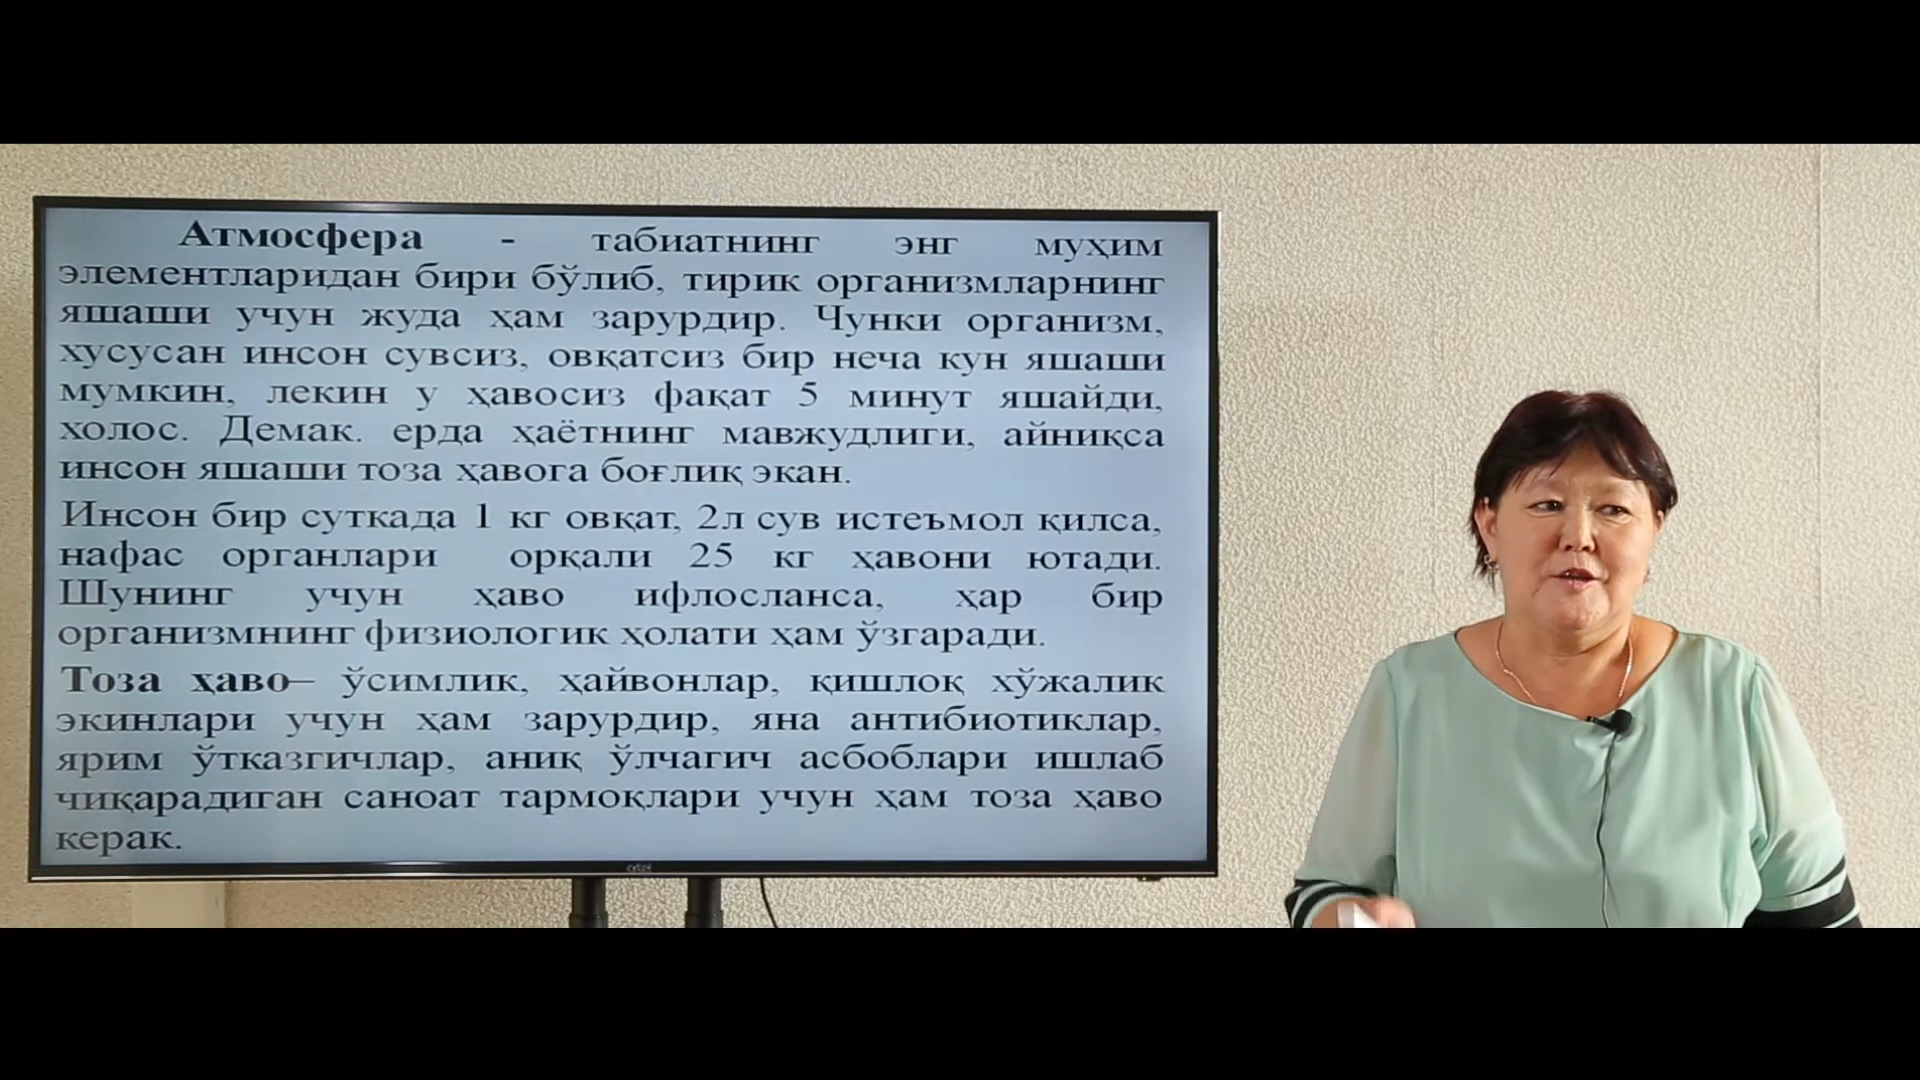 Атмосфера - табиатнинг энг муҳим
элементларидан бири бўлиб, тирик организмларнинг
яшаши учун жуда ҳам зарурдир. Чунки организм,
хусусан инсон сувсиз, овқатсиз бир неча кун яшаши
мумкин, лекин у ҳавосиз фақат 5 минут яшайди,
холос. Демак. ерда ҳаётнинг мавжудлиги, айниқса
инсон яшаши тоза ҳавога боғлиқ экан.
Инсон бир суткада 1 кг овқат, 2л сув истеъмол қилса,
нафас органлари орқали 25 кг ҳавони ютади.
Шунинг учун ҳаво ифлосланса, ҳар бир
организмнинг физиологик ҳолати ҳам ўзгаради.
Тоза ҳаво– ўсимлик, ҳайвонлар, қишлоқ хўжалик
экинлари учун ҳам зарурдир, яна антибиотиклар,
ярим ўтказгичлар, аниқ ўлчагич асбоблари ишлаб
чиқарадиган саноат тармоқлари учун ҳам тоза ҳаво
керак.
artel